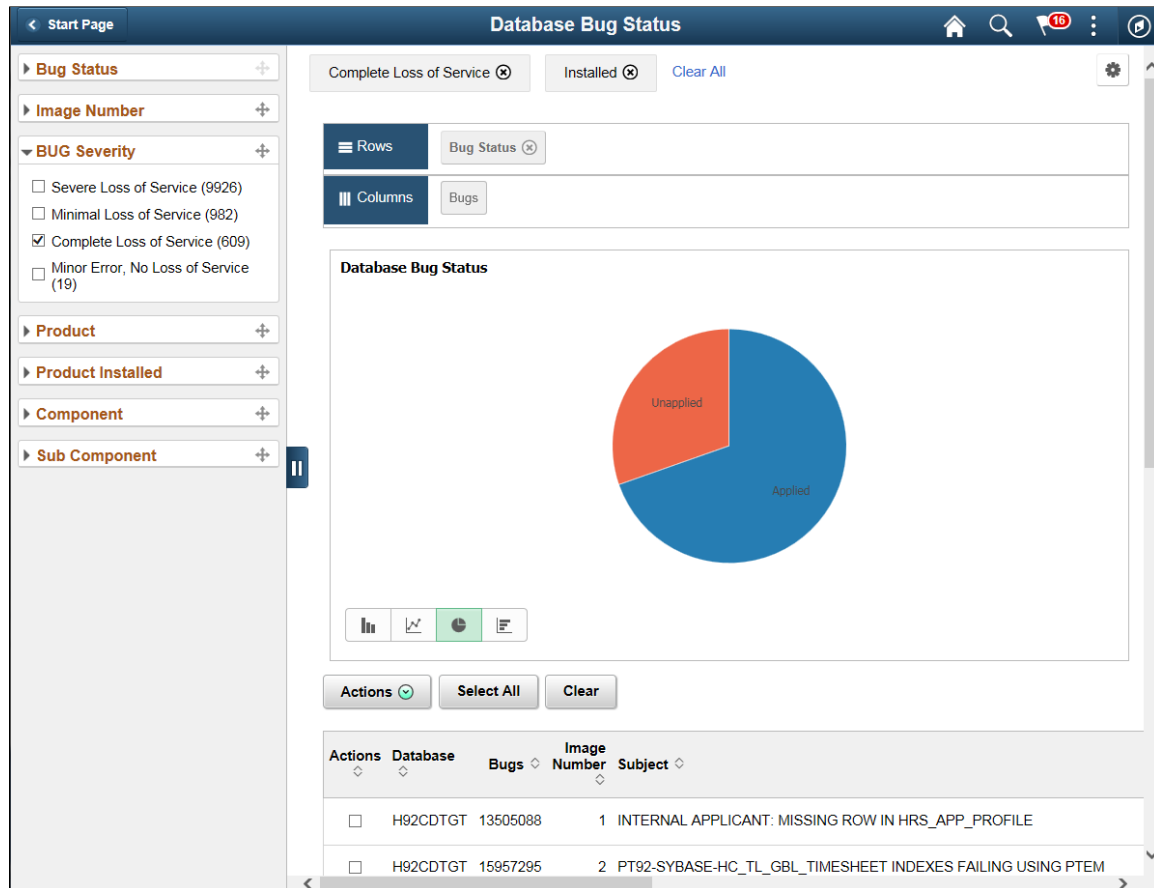 Start Page
Database Bug Status
16
Bug Status
Image Number
BUG Severity
Severe Loss of Service (9926)
Minimal Loss of Service (982)
Complete Loss of Service (609)
Minor Error, No Loss of Service
(19)
Product
Product Installed
Component
Sub Component
Complete Loss of Service
Installed
Clear All
Rows
Bug Status
Columns
Bugs
Database Bug Status
Unapplied
Applied
Actions
Select All
Clear
Actions Database Bugs Image Number Subject
H92CDTGT 13505088 1 INTERNAL APPLICANT: MISSING ROW IN HRS_APP_PROFILE
H92CDTGT 15957295 2 PT92-SYBASE-HC_TL_GBL_TIMESHEET INDEXES FAILING USING PTEM